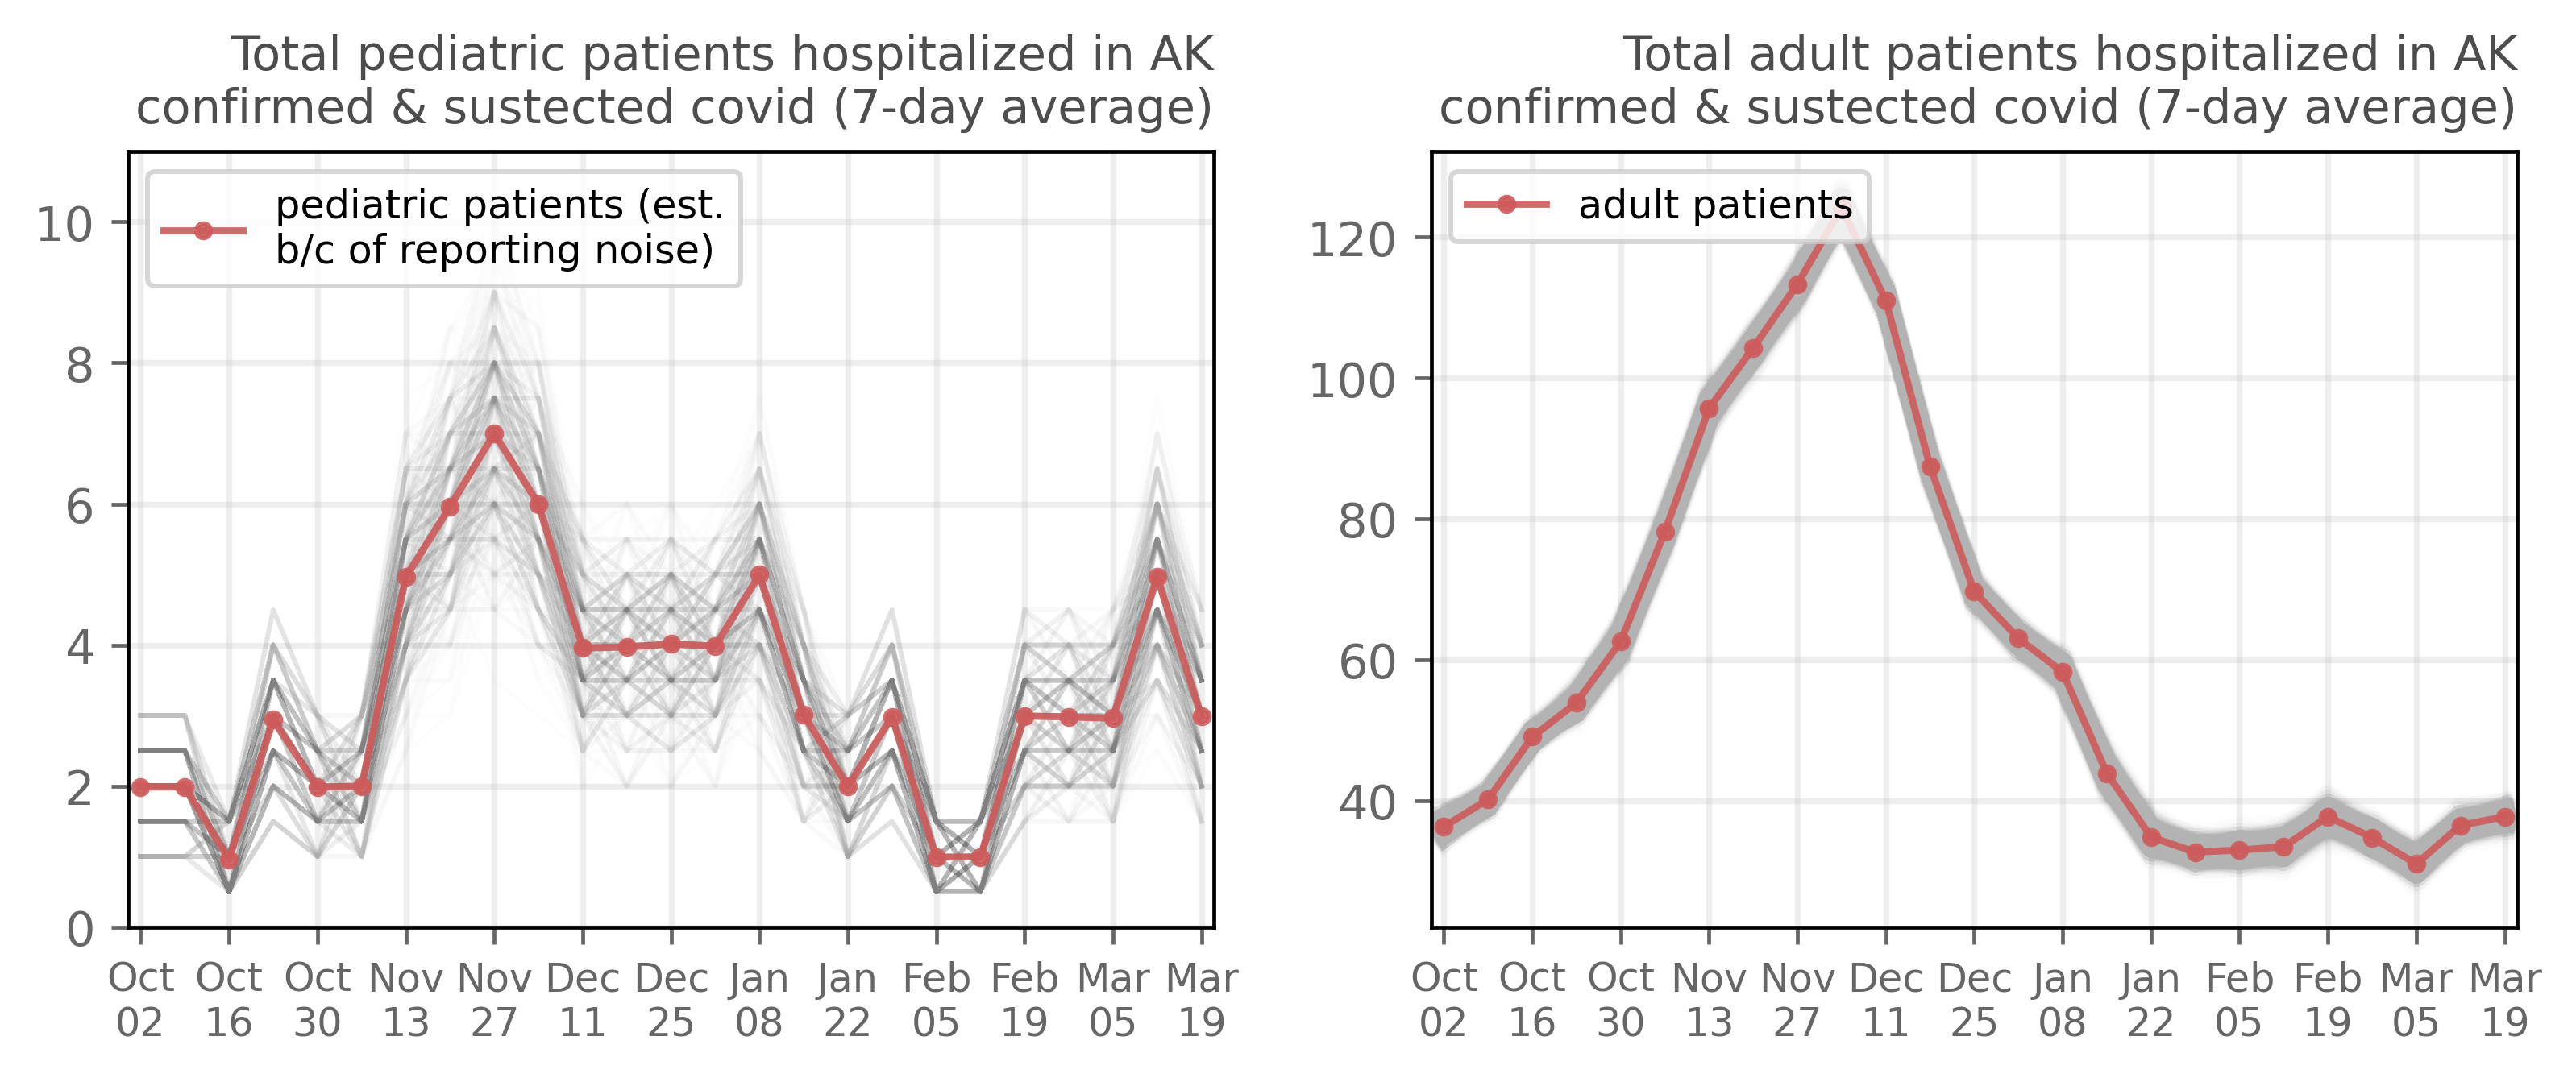 Total pediatric patients hospitalized in AK
confirmed & sustected covid (7-day average)
pediatric patients (est.
b/c of reporting noise)
10
8
6
4
2
0
Oct Oct Oct Nov Nov Dec Dec Jan Jan Feb Feb Mar Mar
02 16 30 13 27 11 25 08 22 05 19 05 19
Total adult patients hospitalized in AK
confirmed & sustected covid (7-day average)
adult patients
120
100
80
60
40
Oct Oct Oct Nov Nov Dec Dec Jan Jan Feb Feb Mar Mar
02 16 30 13 27 11 25 08 22 05 19 05 19